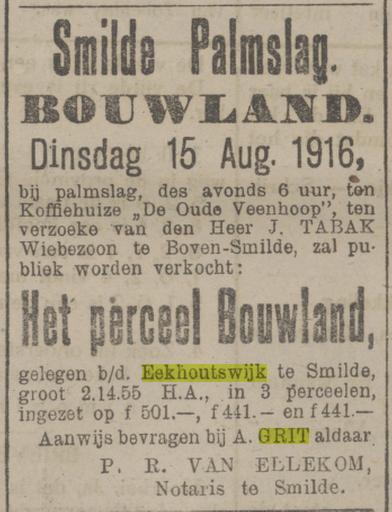 Smilde Palmslag.
BOUWLAND.
Dinsdag 15 Aug. 1916,
bij palmslag, des avonds 6 uur, ten
Koffiehuize „De Oude Veenhoop”, ten
verzoeke van den Heer J. TABAK
Wiebezoon te Boven-Smilde, zal pu-
bliek worden verkocht:
Het perceel Bouwland,
gelegen b/d. Eekhoutswijk te Smilde,
groot 2.14.55 H.A., in 3 perceelen,
ingezet op f 501.—, f 441.— en f 441.—
Aanwijs bevragen bij A. GRIT aldaar
P. R. VAN ELLEKOM,
Notaris te Smilde.